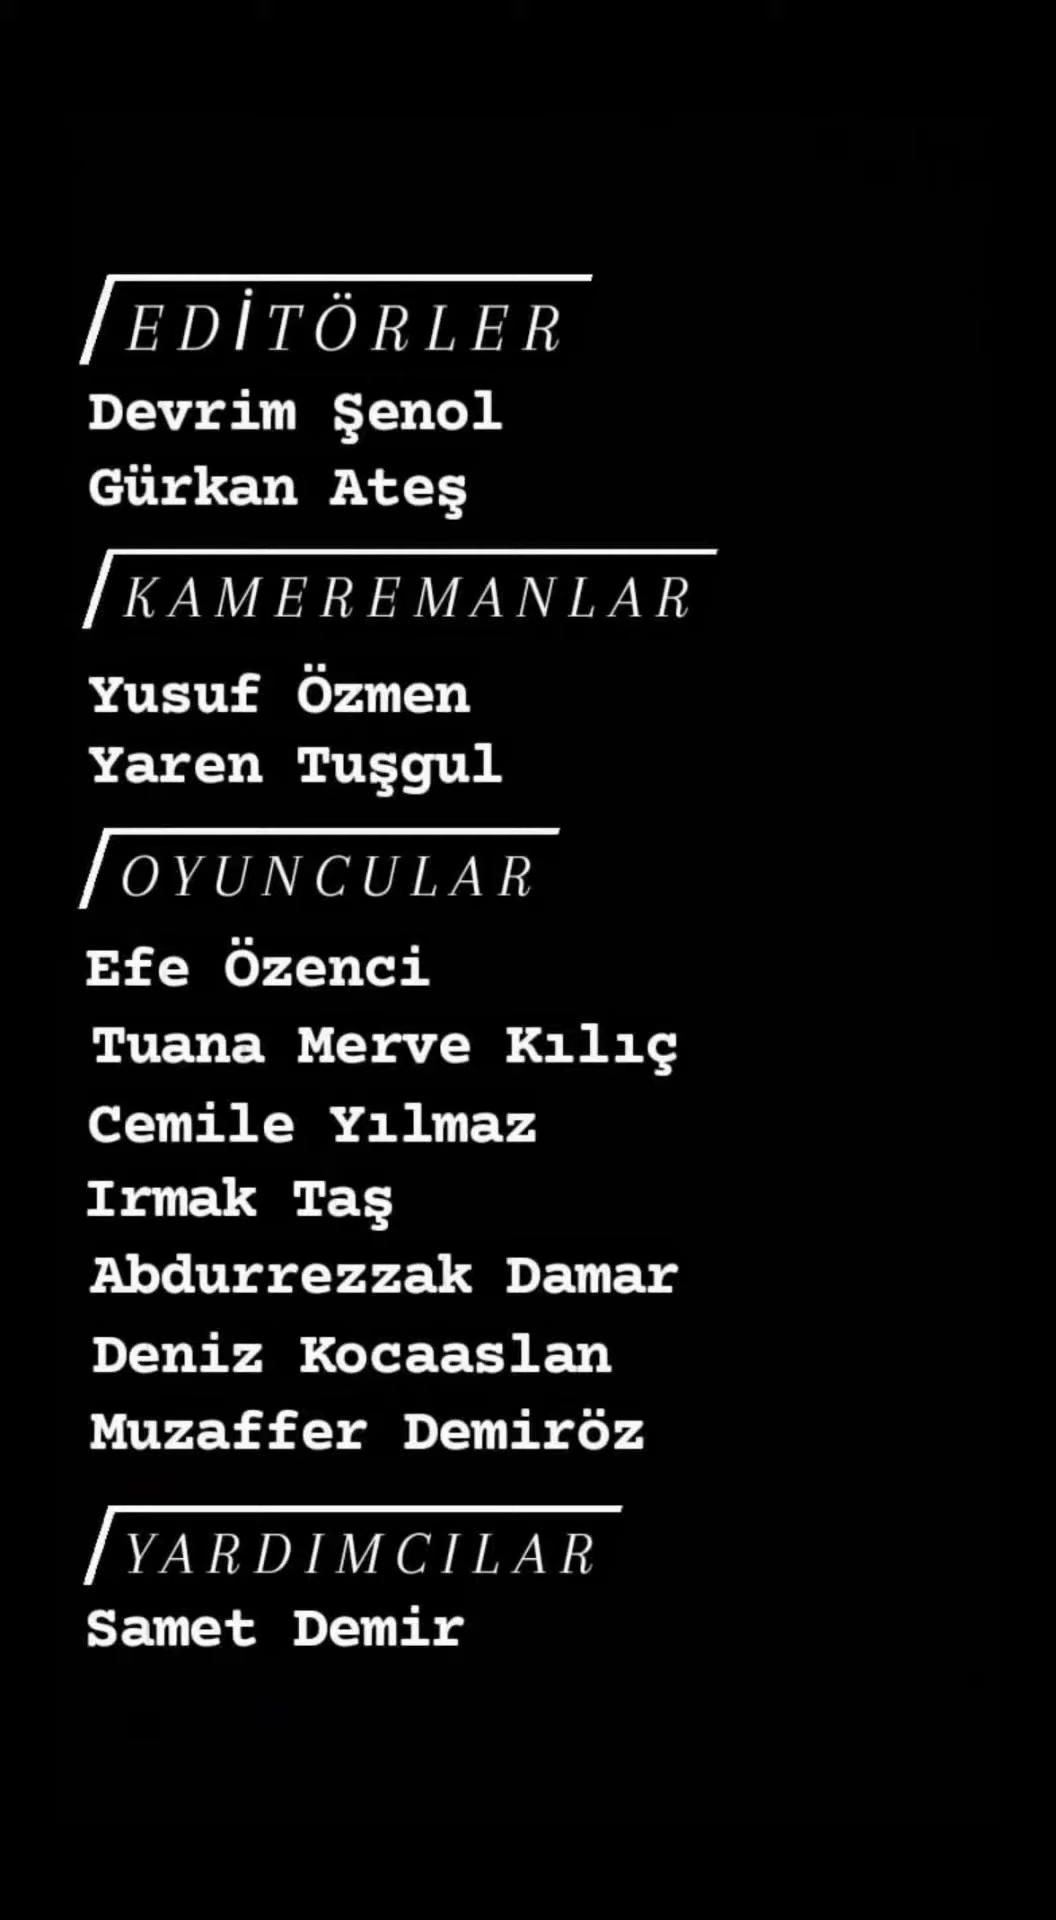 EDİTÖRLER
Devrim Şenol
Gürkan Ateş
KAMEREMANLAR
Yusuf Özmen
Yaren Tuşgul
OYUNCULAR
Efe Özenci
Tuana Merve Kılıç
Cemile Yılmaz
Irmak Taş
Abdurrezzak Damar
Deniz Kocaaslan
Muzaffer Demiröz
YARDIMCILAR
Samet Demir